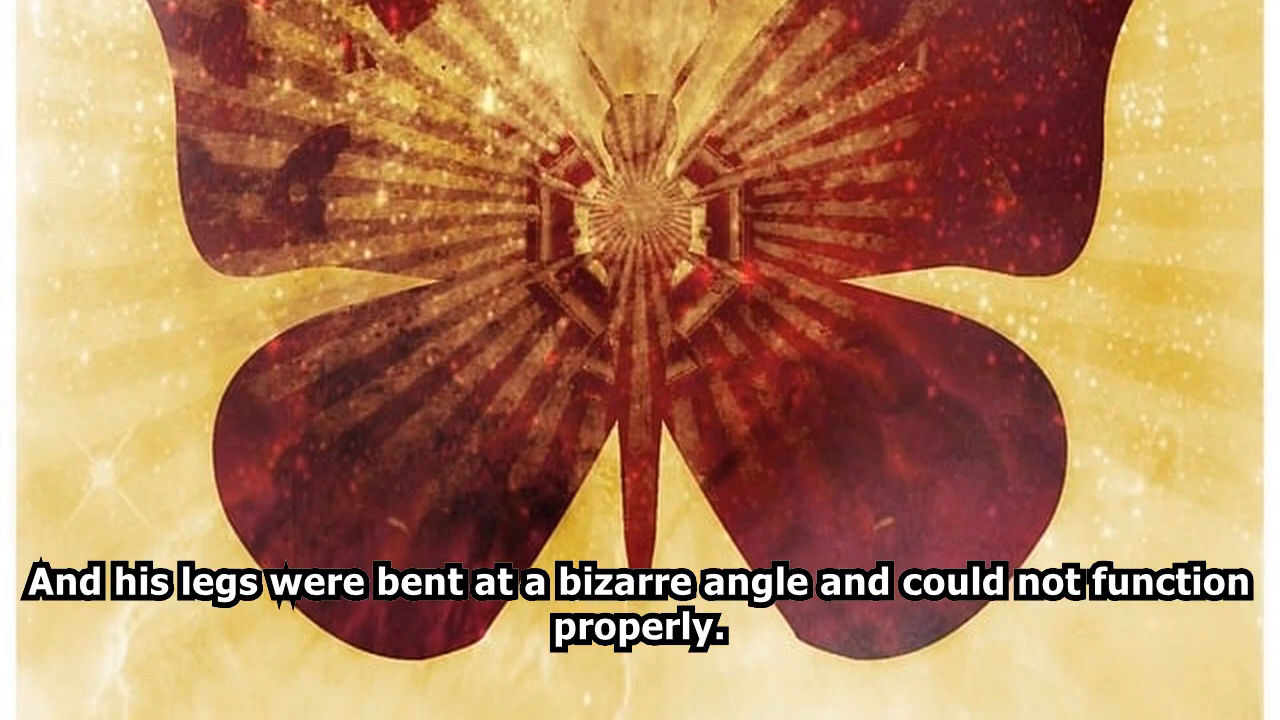 And his legs were bent at a bizarre angle and could not function
properly.